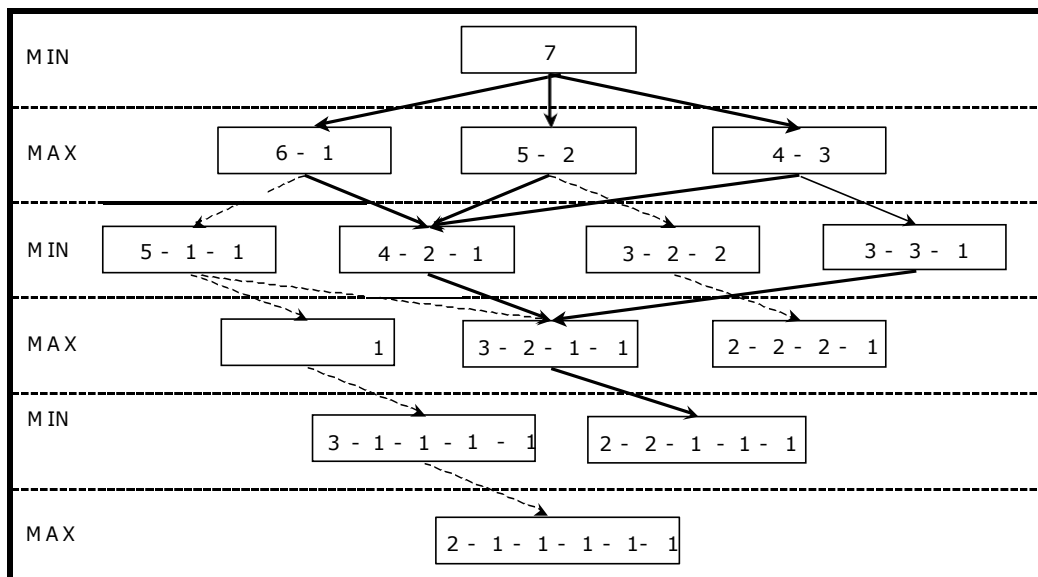 MIN
7
MAX
6 - 1
5 - 2
4 - 3
MIN
5 - 1 - 1
4 - 2 - 1
3 - 2 - 2
3 - 3 - 1
MAX
1
3 - 2 - 1 - 1
2 - 2 - 2 - 1
MIN
3 - 1 - 1 - 1 - 1
2 - 2 - 1 - 1 - 1
MAX
2 - 1 - 1 - 1 - 1 - 1